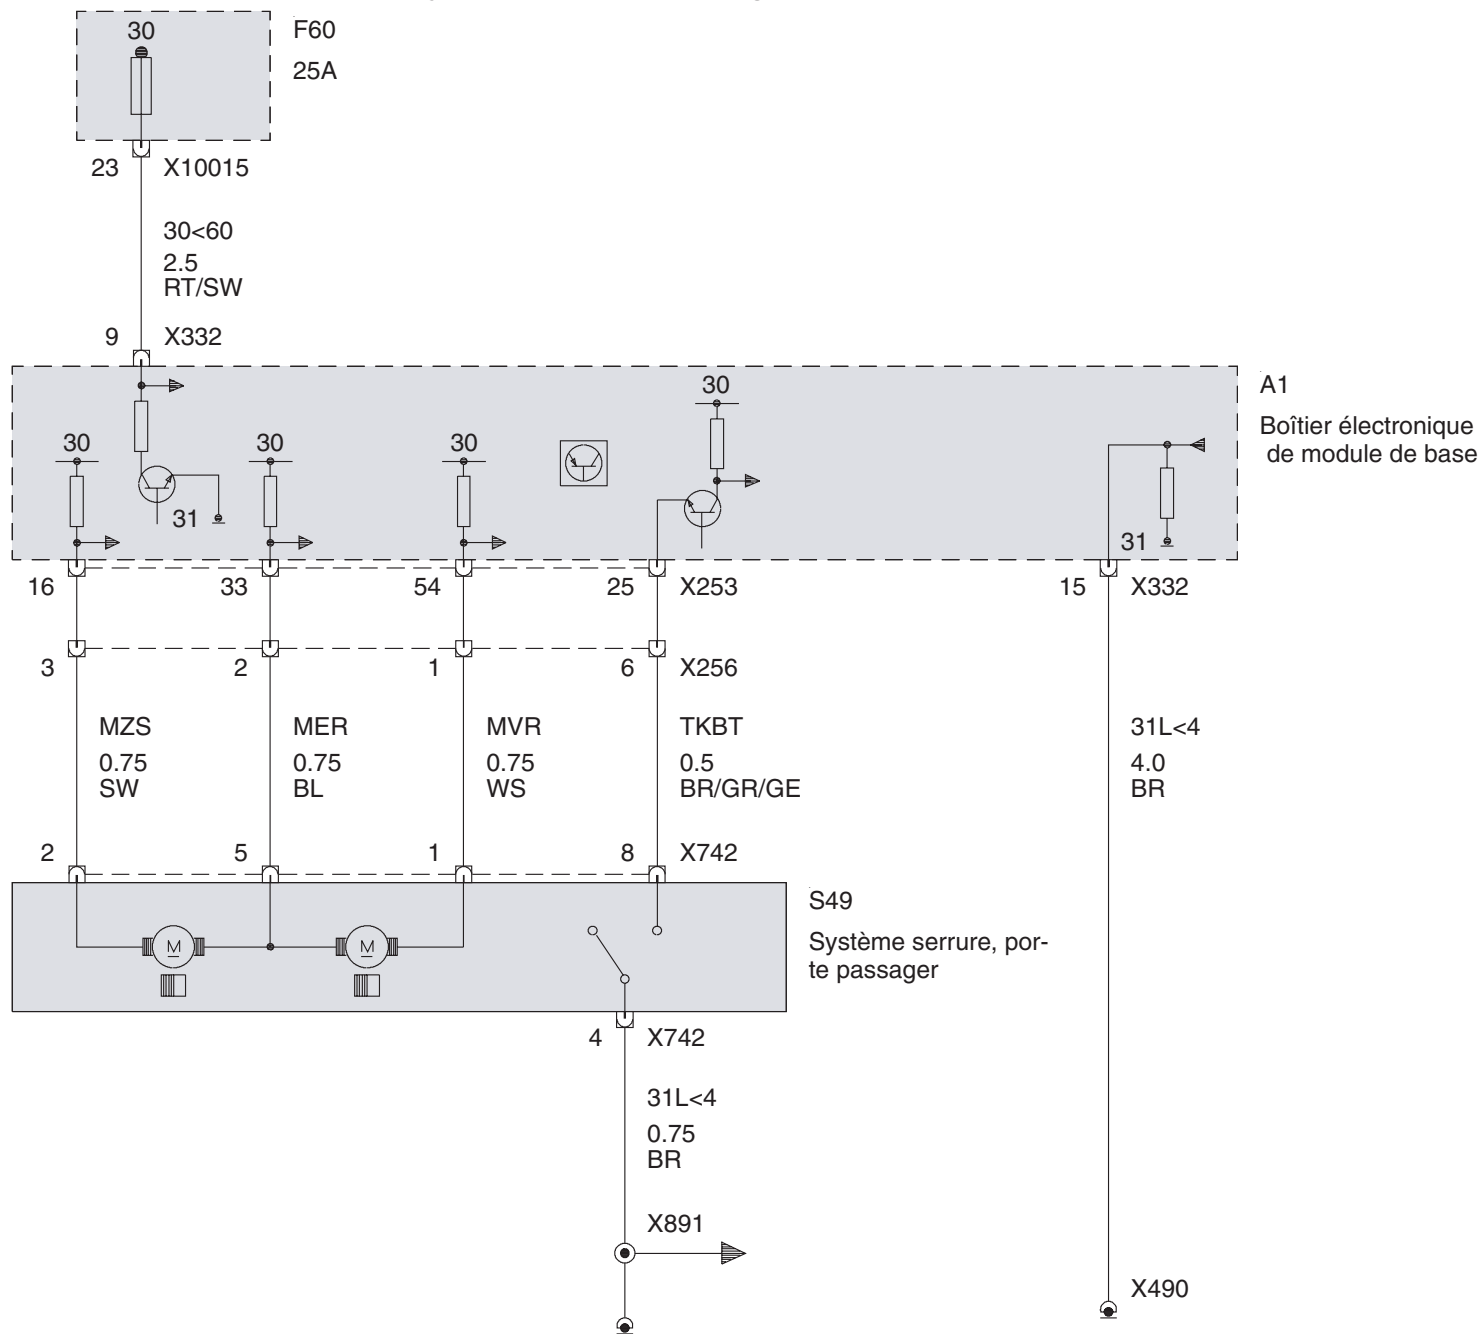 30
F60
25A
23
X10015
30<60
2.5
RT/SW
9
X332
A1
Boîtier électronique
de module de base
30
30
30
30
31
31
16
33
54
25
X253
15
X332
3
2
1
6
X256
MZS
0.75
SW
MER
0.75
BL
MVR
0.75
WS
TKBT
0.5
BR/GR/GE
31L<4
4.0
BR
2
5
1
8
X742
M
M
S49
Système serrure, por-
te passager
4
X742
31L<4
0.75
BR
X891
X490